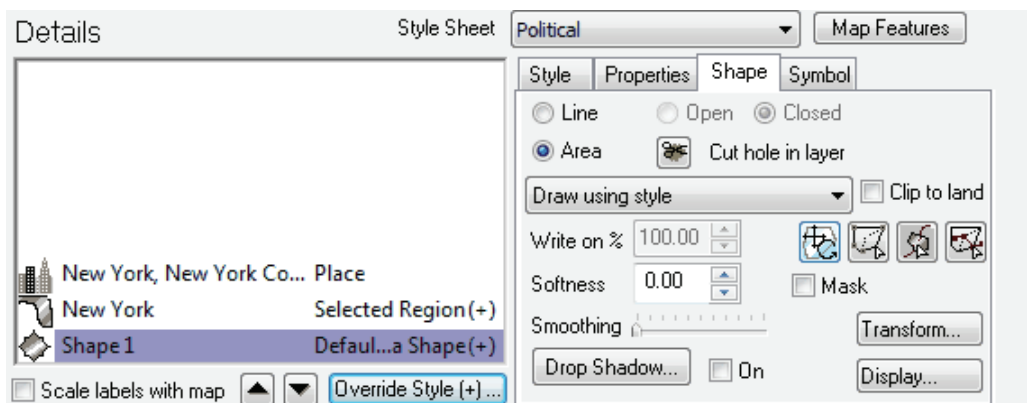 Details
Style Sheet
Political
Map Features
Style
Properties
Shape
Symbol
Line
Open
Closed
Area
Cut hole in layer
Draw using style
Clip to land
Write on %
100.00
Softness
0.00
Mask
Smoothing
Transform...
Drop Shadow...
On
Display...
New York, New York Co... Place
New York Selected Region (+)
Shape 1 Defaul...a Shape (+)
Scale labels with map
Override Style (+) ...